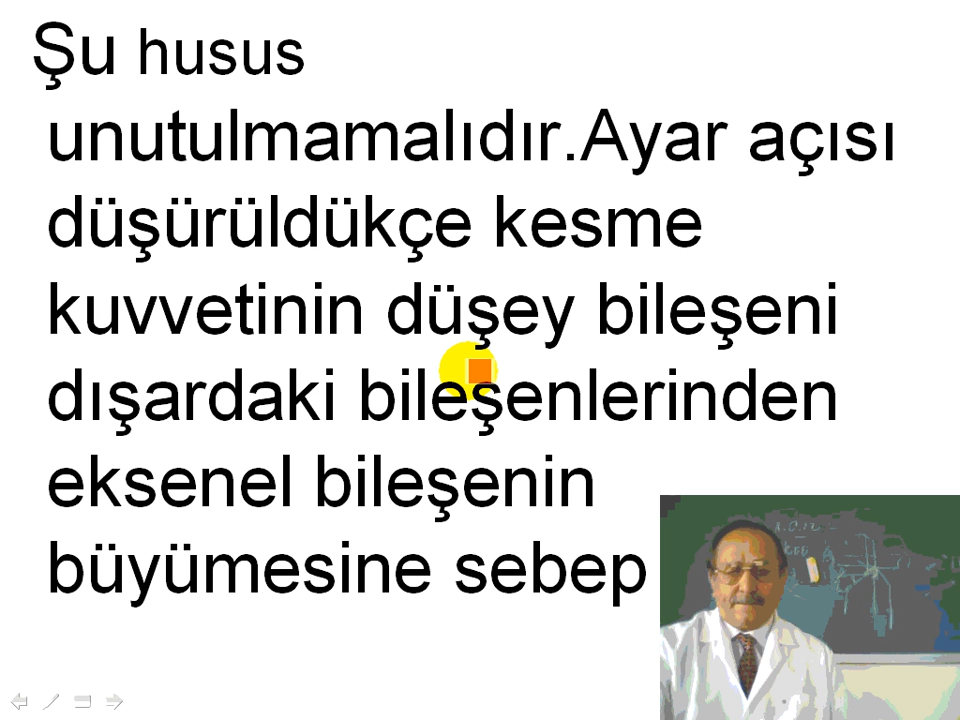 Şu husus
unutulmamalıdır.Ayar açısı
düşürüldükçe kesme
kuvvetinin düşey bileşeni
dışardaki bileşenlerinden
eksenel bileşenin
büyümesine sebep